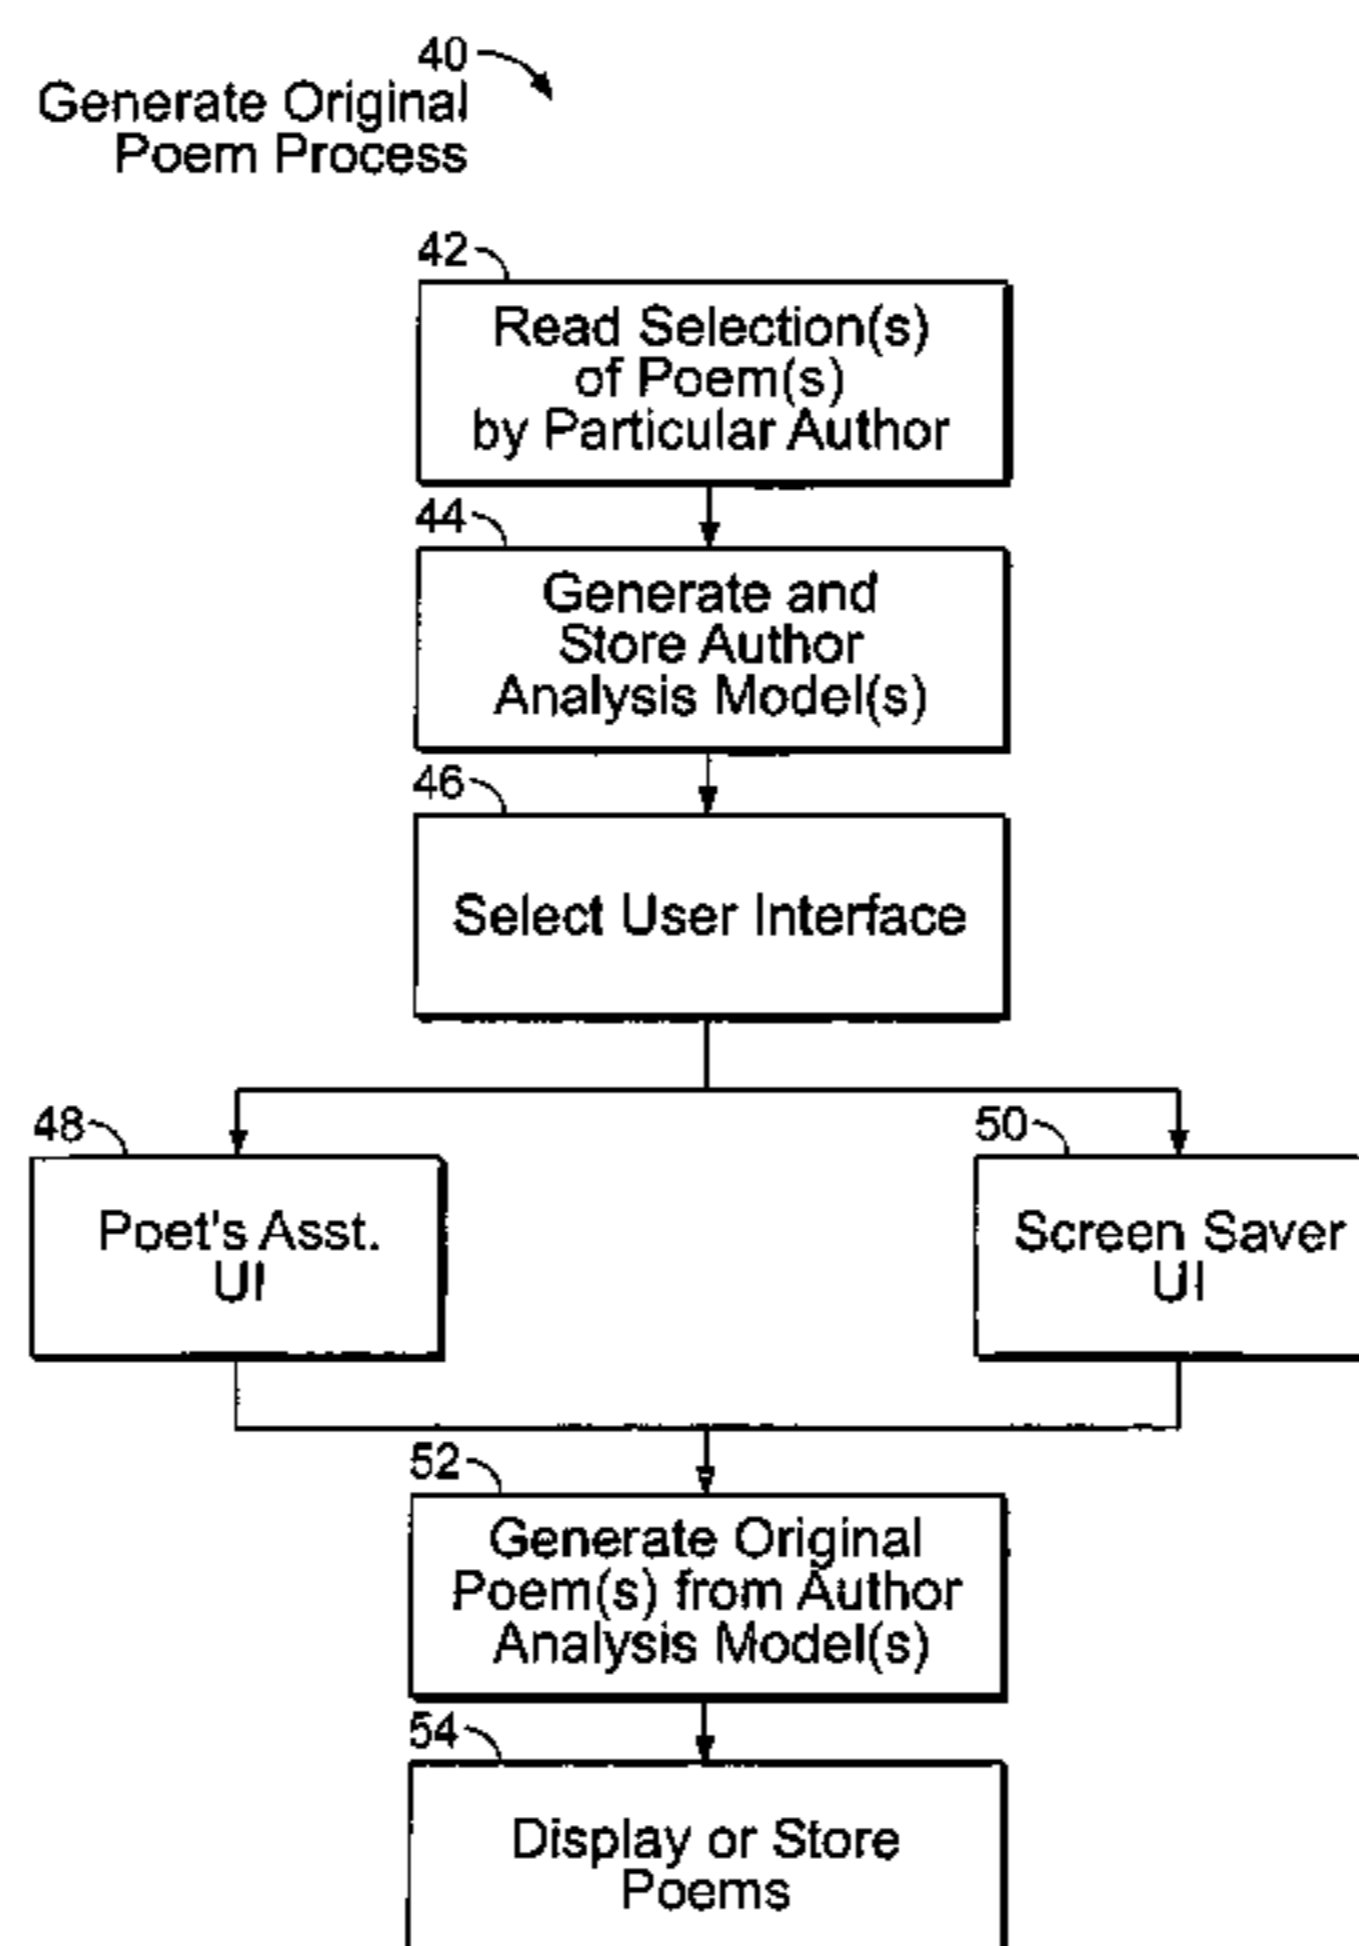 40
Generate Original
Poem Process
42
Read Selection(s)
of Poem(s)
by Particular Author
44
Generate and
Store Author
Analysis Model(s)
46
Select User Interface
48
Poet's Asst.
UI
50
Screen Saver
UI
52
Generate Original
Poem(s) from Author
Analysis Model(s)
54
Display or Store
Poems